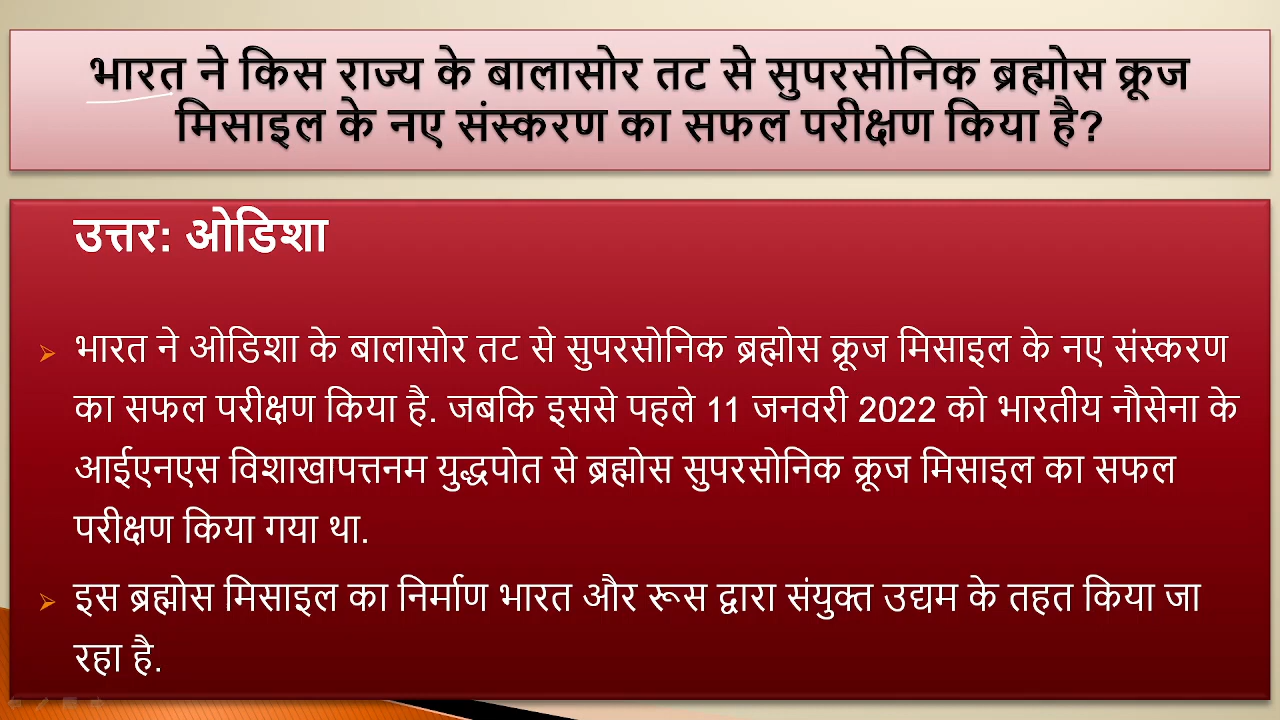 भारत ने किस राज्य के बालासोर तट से सुपरसोनिक ब्रह्मोस क्रूज
मिसाइल के नए संस्करण का सफल परीक्षण किया है?
उत्तर: ओडिशा
भारत ने ओडिशा के बालासोर तट से सुपरसोनिक ब्रह्मोस क्रूज मिसाइल के नए संस्करण
का सफल परीक्षण किया है. जबकि इससे पहले 11 जनवरी 2022 को भारतीय नौसेना के
आईएनएस विशाखापत्तनम युद्धपोत से ब्रह्मोस सुपरसोनिक क्रूज मिसाइल का सफल
परीक्षण किया गया था.
इस ब्रह्मोस मिसाइल का निर्माण भारत और रूस द्वारा संयुक्त उद्यम के तहत किया जा
रहा है.